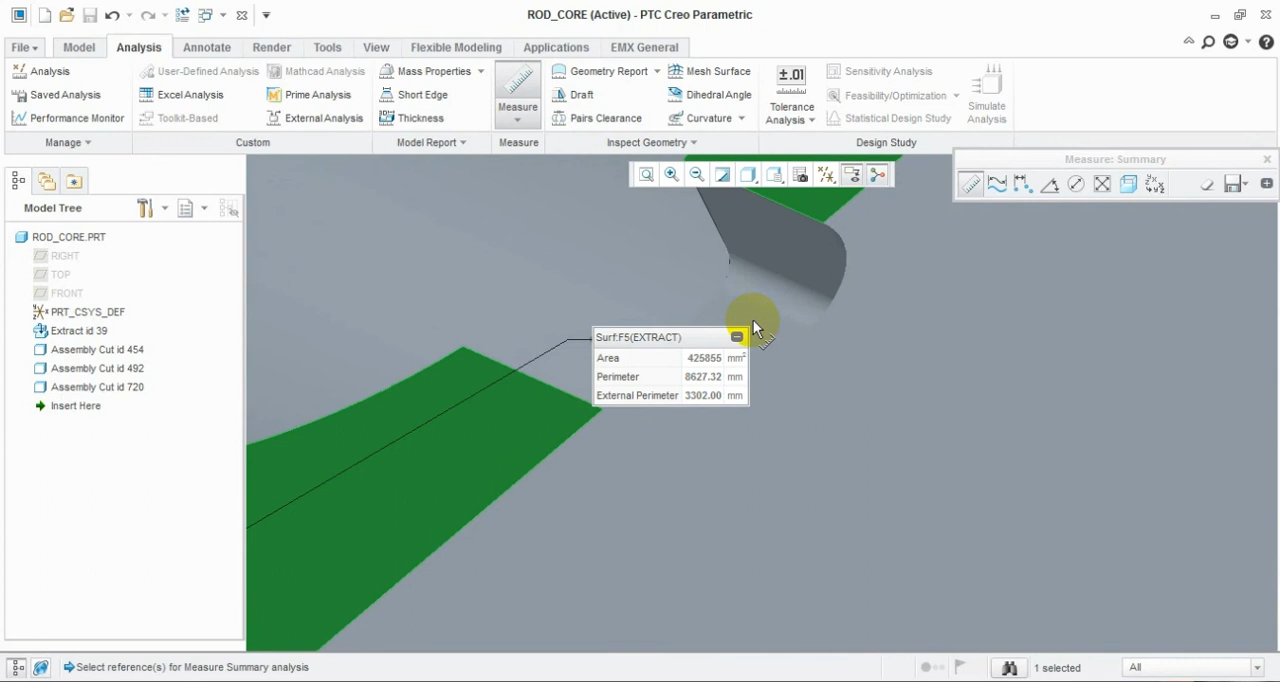 ROD_CORE (Active) - PTC Creo Parametric
File Model Analysis Annotate Render Tools View Flexible Modeling Applications EMX General
Analysis User-Defined Analysis Mathcad Analysis Mass Properties Geometry Report Mesh Surface Sensitivity Analysis
Saved Analysis Excel Analysis Prime Analysis Short Edge Draft Dihedral Angle Feasibility/Optimization
Performance Monitor Toolkit-Based External Analysis Thickness Pairs Clearance Curvature Statistical Design Study
Measure
±.01
Tolerance
Analysis
Simulate
Analysis
Manage Custom Model Report Measure Inspect Geometry Design Study
Measure: Summary
Model Tree
ROD_CORE.PRT
RIGHT
TOP
FRONT
PRT_CSYS_DEF
Extract id 39
Assembly Cut id 454
Assembly Cut id 492
Assembly Cut id 720
Insert Here
Surf:F5(EXTRACT)
Area 425855 mm²
Perimeter 8627.32 mm
External Perimeter 3302.00 mm
Select reference(s) for Measure Summary analysis
1 selected
All